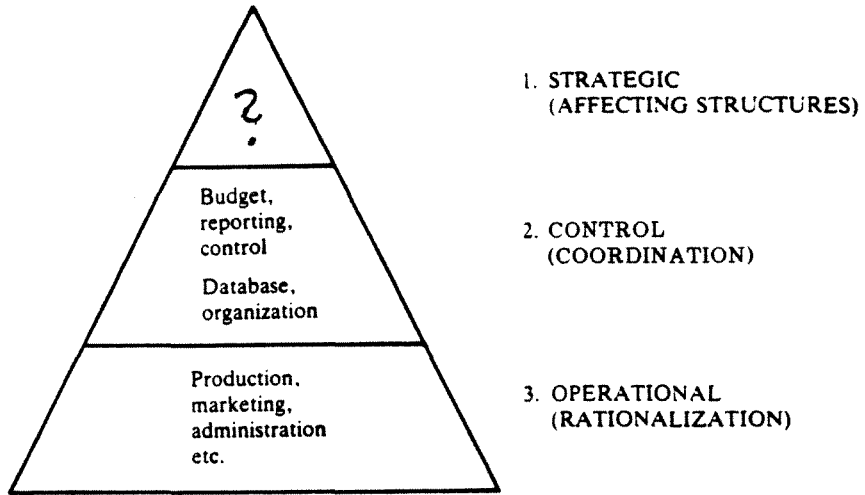 ?
1. STRATEGIC
(AFFECTING STRUCTURES)
Budget,
reporting,
control
Database,
organization
2. CONTROL
(COORDINATION)
Production,
marketing,
administration
etc.
3. OPERATIONAL
(RATIONALIZATION)